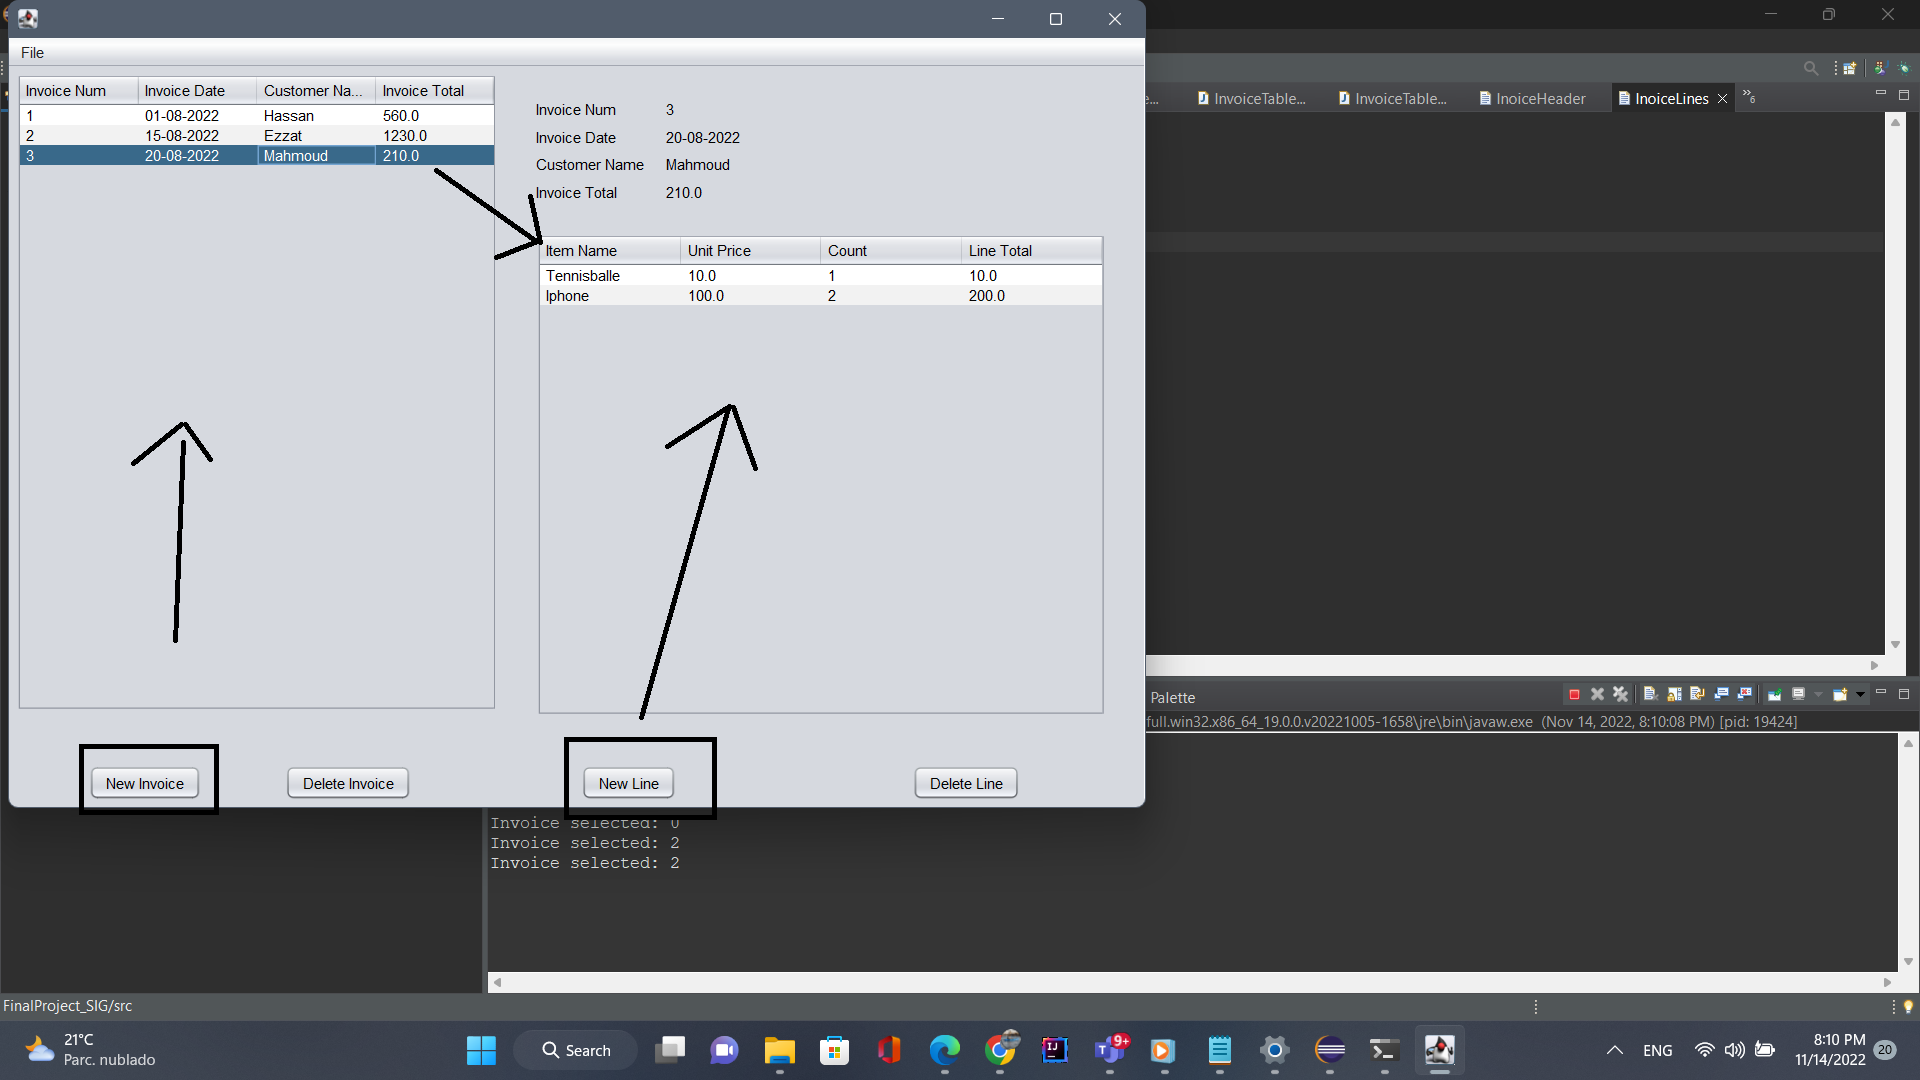 File
Invoice Num Invoice Date Customer Na... Invoice Total
1 01-08-2022 Hassan 560.0
2 15-08-2022 Ezzat 1230.0
3 20-08-2022 Mahmoud 210.0
Invoice Num 3
Invoice Date 20-08-2022
Customer Name Mahmoud
Invoice Total 210.0
Item Name Unit Price Count Line Total
Tennisballe 10.0 1 10.0
Iphone 100.0 2 200.0
New Invoice Delete Invoice New Line Delete Line
e... InvoiceTable... InvoiceTable... InoiceHeader InoiceLines »6
Palette
full.win32.x86_64_19.0.0.v20221005-1658\jre\bin\javaw.exe (Nov 14, 2022, 8:10:08 PM) [pid: 19424]
Invoice selected: 0
Invoice selected: 2
Invoice selected: 2
FinalProject_SIG/src
21°C
Parc. nublado
Search
IJ
T
9+
ENG
8:10 PM
11/14/2022
20